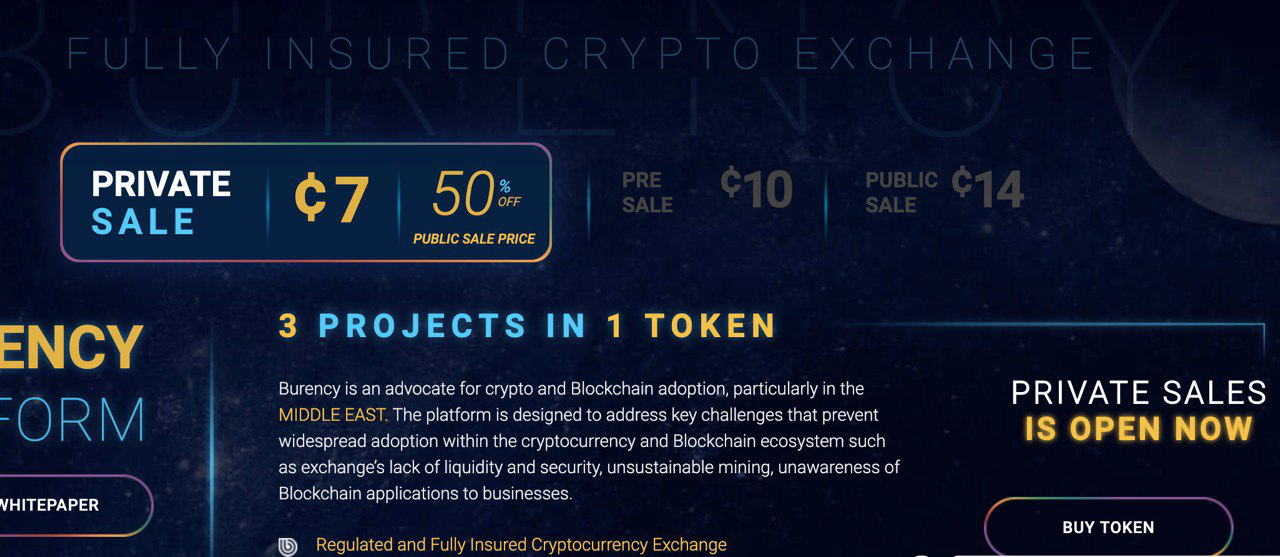 BURENCY
FULLY INSURED CRYPTO EXCHANGE
PRIVATE
SALE
¢7
50% OFF
PUBLIC SALE PRICE
PRE
SALE
¢10
PUBLIC
SALE
¢14
3 PROJECTS IN 1 TOKEN
ENCY
FORM
WHITEPAPER
Burency is an advocate for crypto and Blockchain adoption, particularly in the
MIDDLE EAST. The platform is designed to address key challenges that prevent
widespread adoption within the cryptocurrency and Blockchain ecosystem such
as exchange’s lack of liquidity and security, unsustainable mining, unawareness of
Blockchain applications to businesses.
Regulated and Fully Insured Cryptocurrency Exchange
PRIVATE SALES
IS OPEN NOW
BUY TOKEN